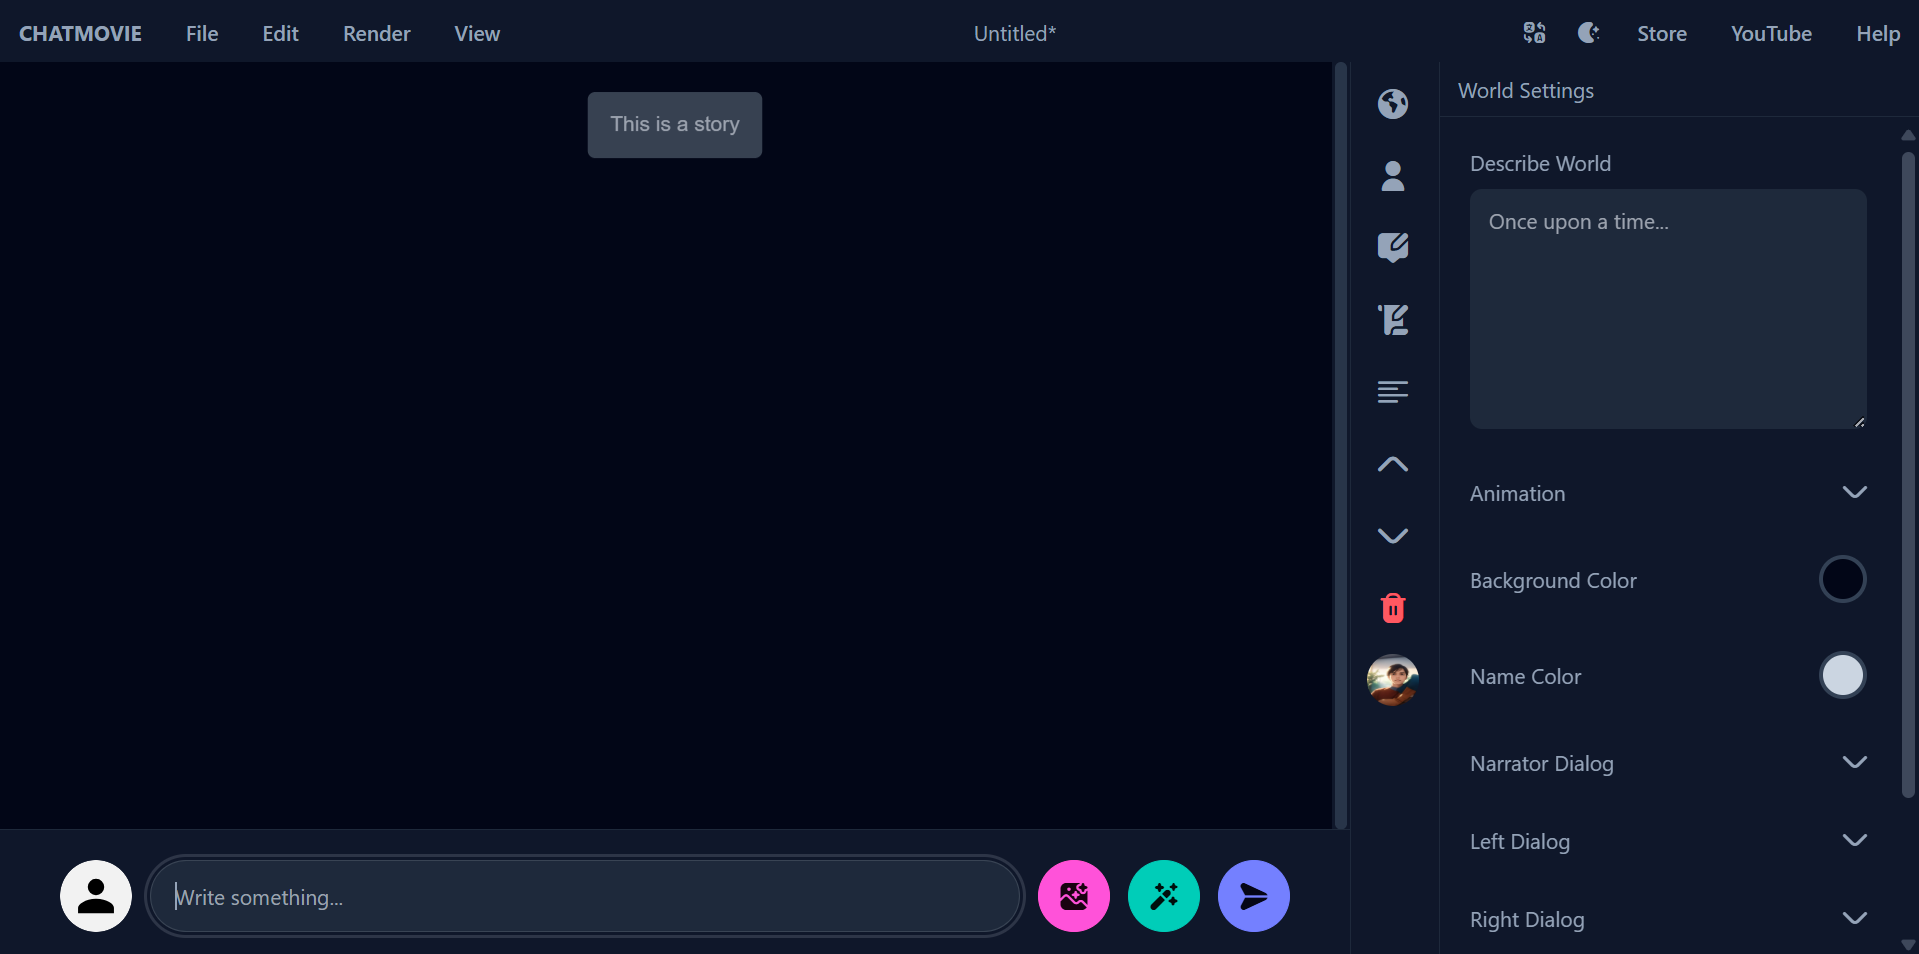 CHATMOVIE File Edit Render View Untitled* Store YouTube Help
This is a story
World Settings
Describe World
Once upon a time...
Animation
Background Color
Name Color
Narrator Dialog
Left Dialog
Right Dialog
Write something...